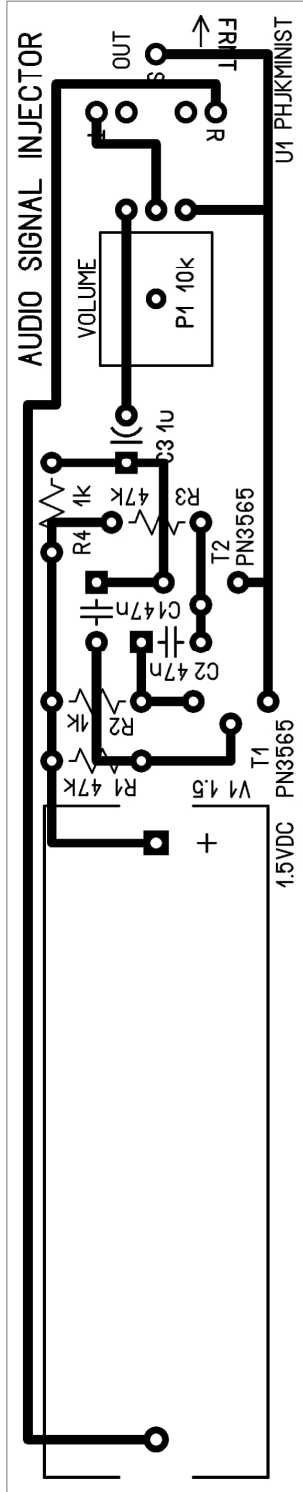 AUDIO SIGNAL INJECTOR
OUT
S
FRNT
T
R
U1 PHJKMINIST
VOLUME
P1 10k
C3 1u
1k
R4
47K
R3
T2
PN3565
C1 47n
C2 47n
1K
R2
47K
R1
V1 1.5
T1
PN3565
+
1.5VDC